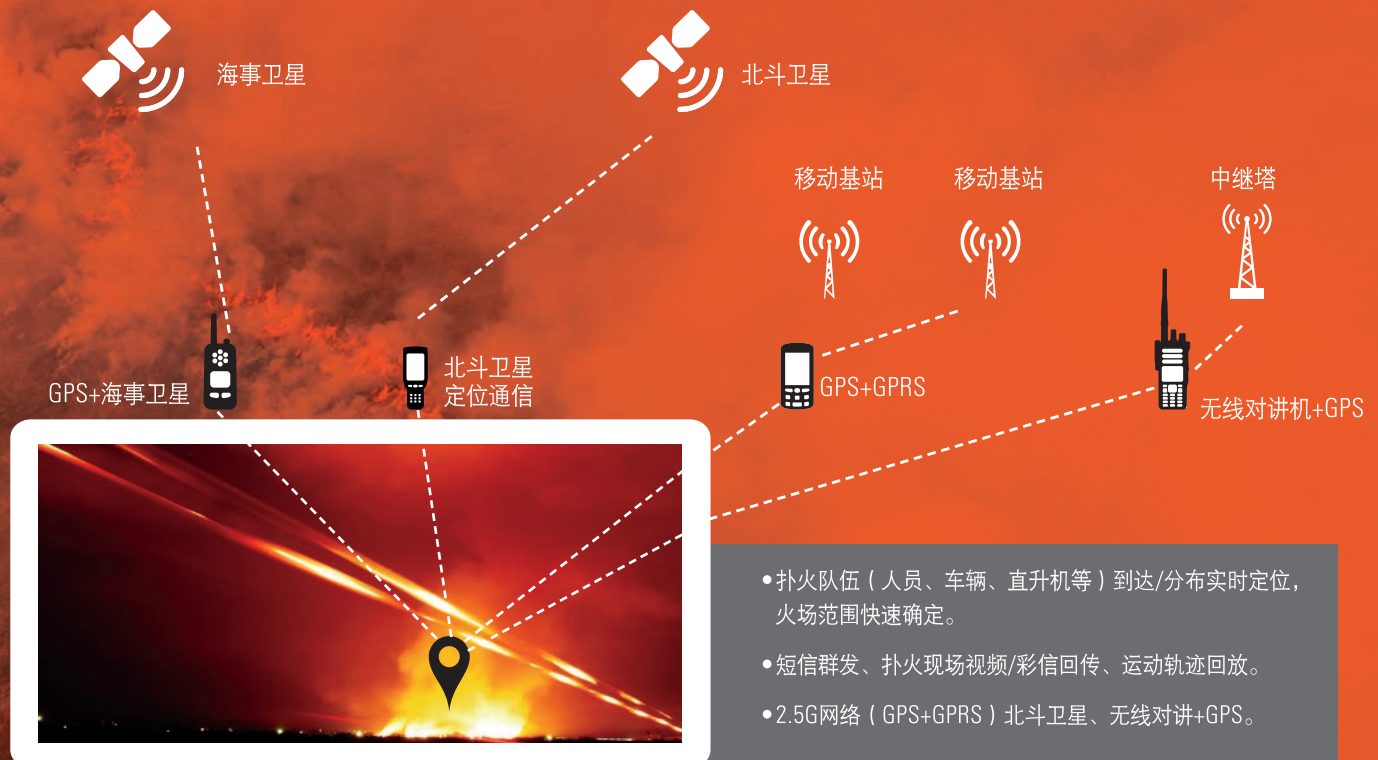 海事卫星
北斗卫星
移动基站
移动基站
中继塔
GPS+海事卫星
北斗卫星
定位通信
GPS+GPRS
无线对讲机+GPS
•扑火队伍（人员、车辆、直升机等）到达/分布实时定位，
火场范围快速确定。
•短信群发、扑火现场视频/彩信回传、运动轨迹回放。
•2.5G网络（GPS+GPRS）北斗卫星、无线对讲+GPS。